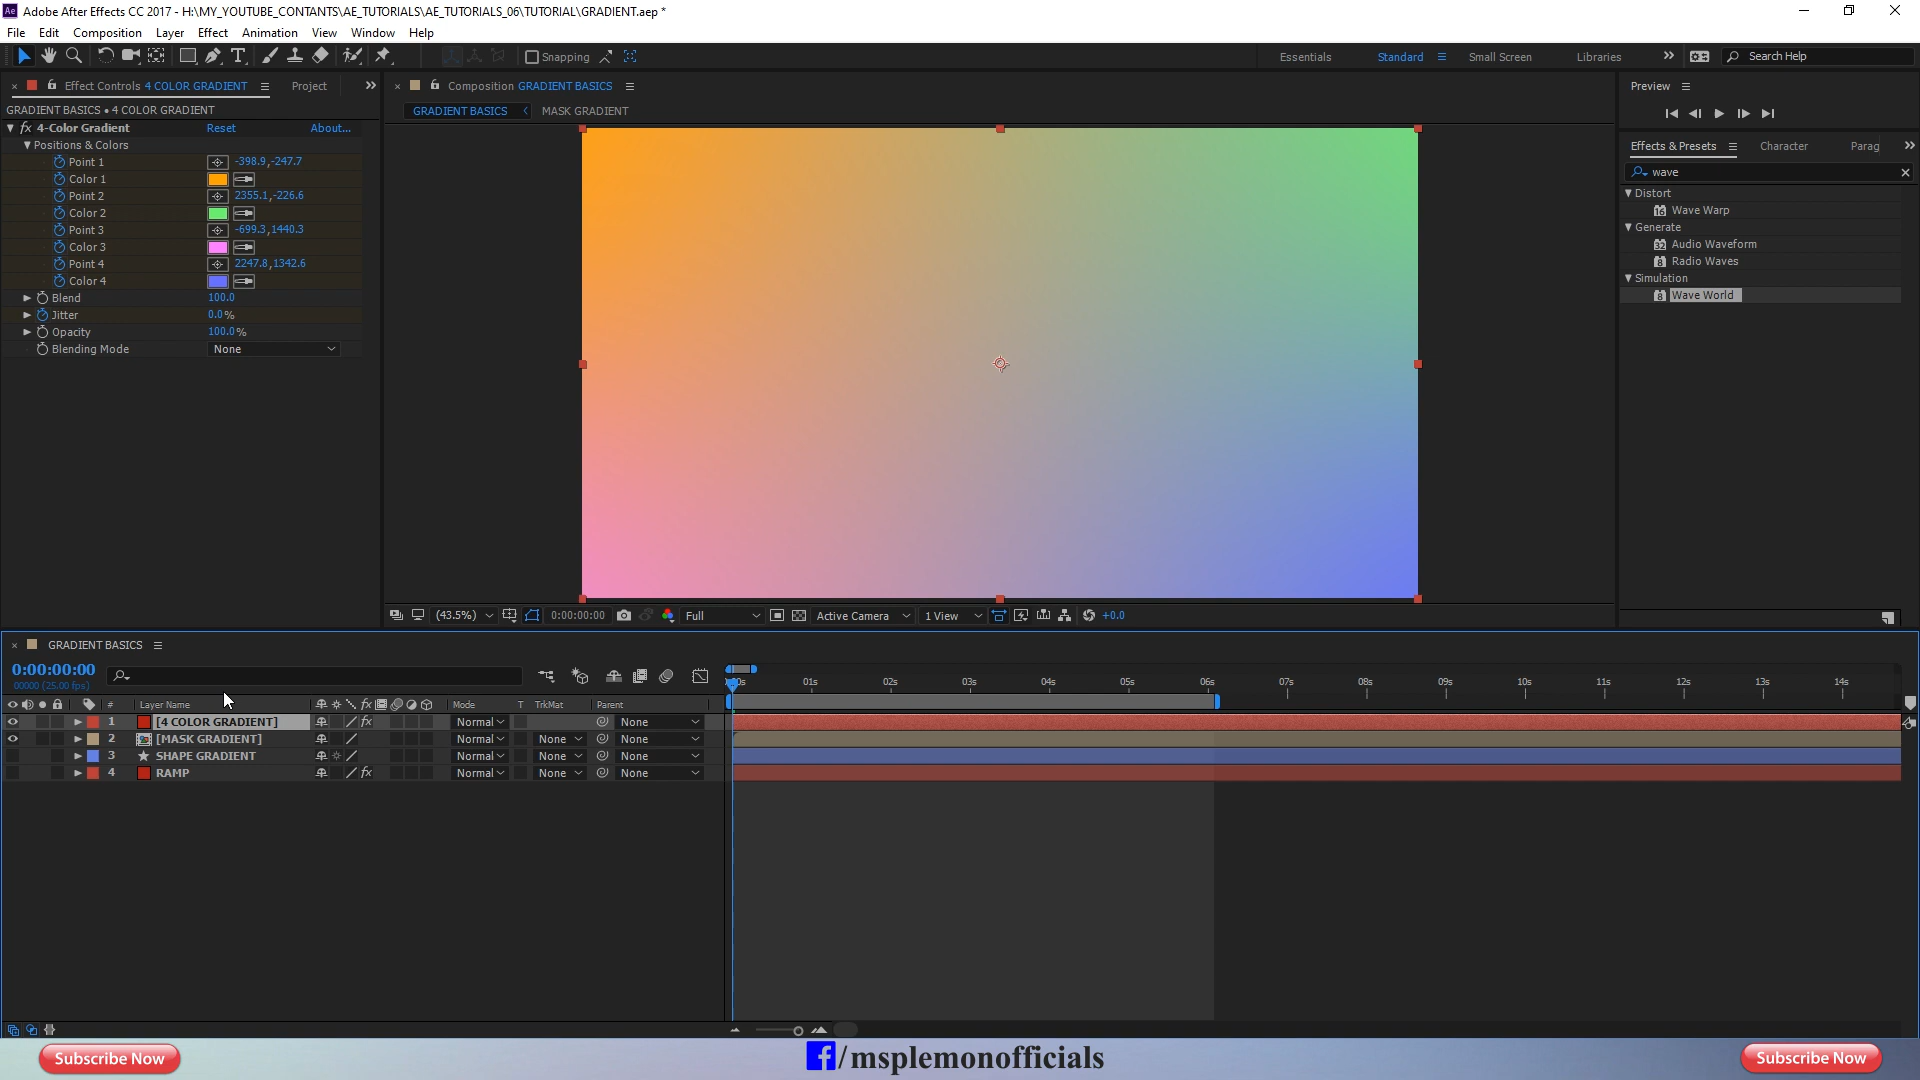 Ae Adobe After Effects CC 2017 - H:\MY_YOUTUBE_CONTANTS\AE_TUTORIALS\AE_TUTORIALS_06\TUTORIAL\GRADIENT.aep *
File Edit Composition Layer Effect Animation View Window Help
Snapping Essentials Standard Small Screen Libraries Search Help
Effect Controls 4 COLOR GRADIENT Project
GRADIENT BASICS • 4 COLOR GRADIENT
fx 4-Color Gradient Reset About...
Positions & Colors
Point 1 -398.9,-247.7
Color 1
Point 2 2355.1,-226.6
Color 2
Point 3 -699.3,1440.3
Color 3
Point 4 2247.8,1342.6
Color 4
Blend 100.0
Jitter 0.0%
Opacity 100.0%
Blending Mode None
Composition GRADIENT BASICS
GRADIENT BASICS MASK GRADIENT
(43.5%) 0:00:00:00 Full Active Camera 1 View +0.0
Preview
Effects & Presets Character Parag
wave
Distort
Wave Warp
Generate
Audio Waveform
Radio Waves
Simulation
Wave World
GRADIENT BASICS
0:00:00:00
00000 (25.00 fps)
01s 02s 03s 04s 05s 06s 07s 08s 09s 10s 11s 12s 13s 14s
# Layer Name fx Mode T TrkMat Parent
1 [4 COLOR GRADIENT] fx Normal None
2 [MASK GRADIENT] Normal None None
3 SHAPE GRADIENT Normal None None
4 RAMP fx Normal None None
Subscribe Now f/msplemonofficials Subscribe Now